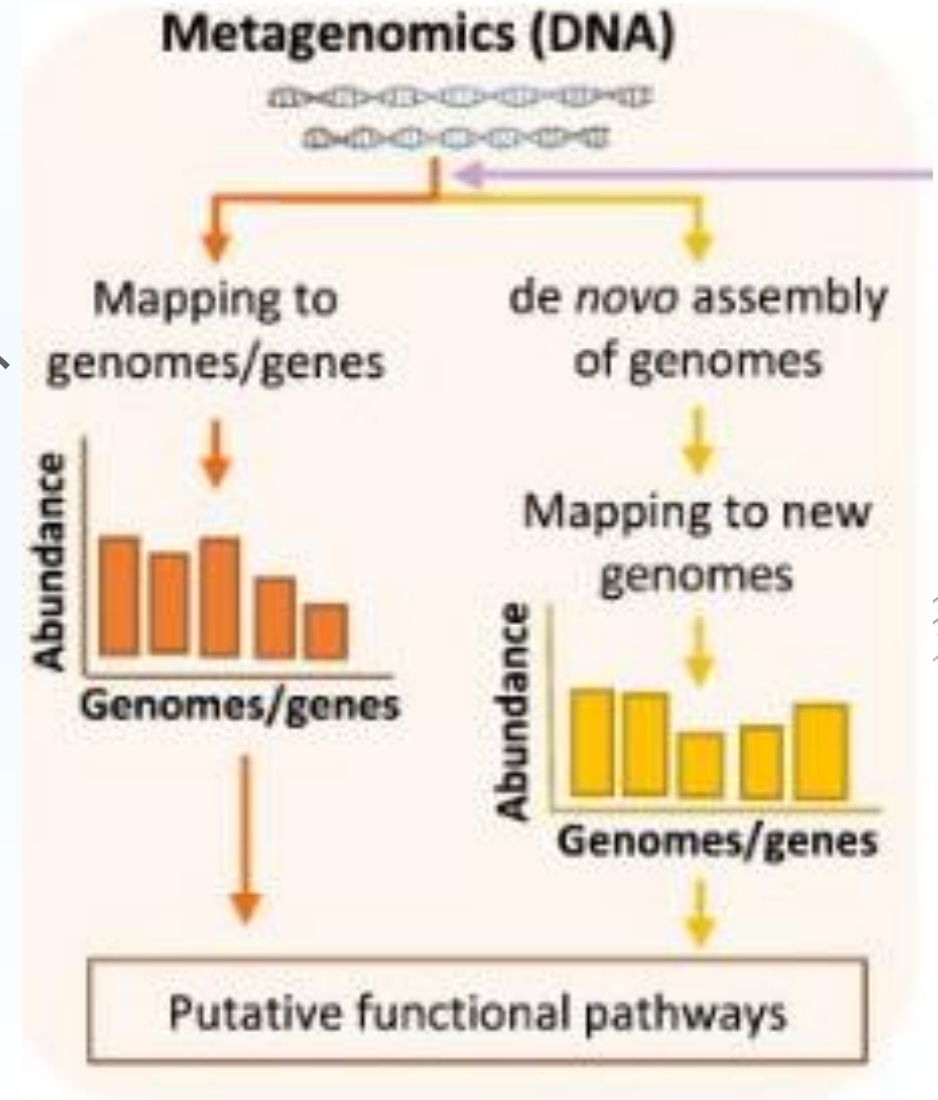 Metagenomics (DNA)
Mapping to
genomes/genes
Abundance
Genomes/genes
de novo assembly
of genomes
Mapping to new
genomes
Abundance
Genomes/genes
Putative functional pathways